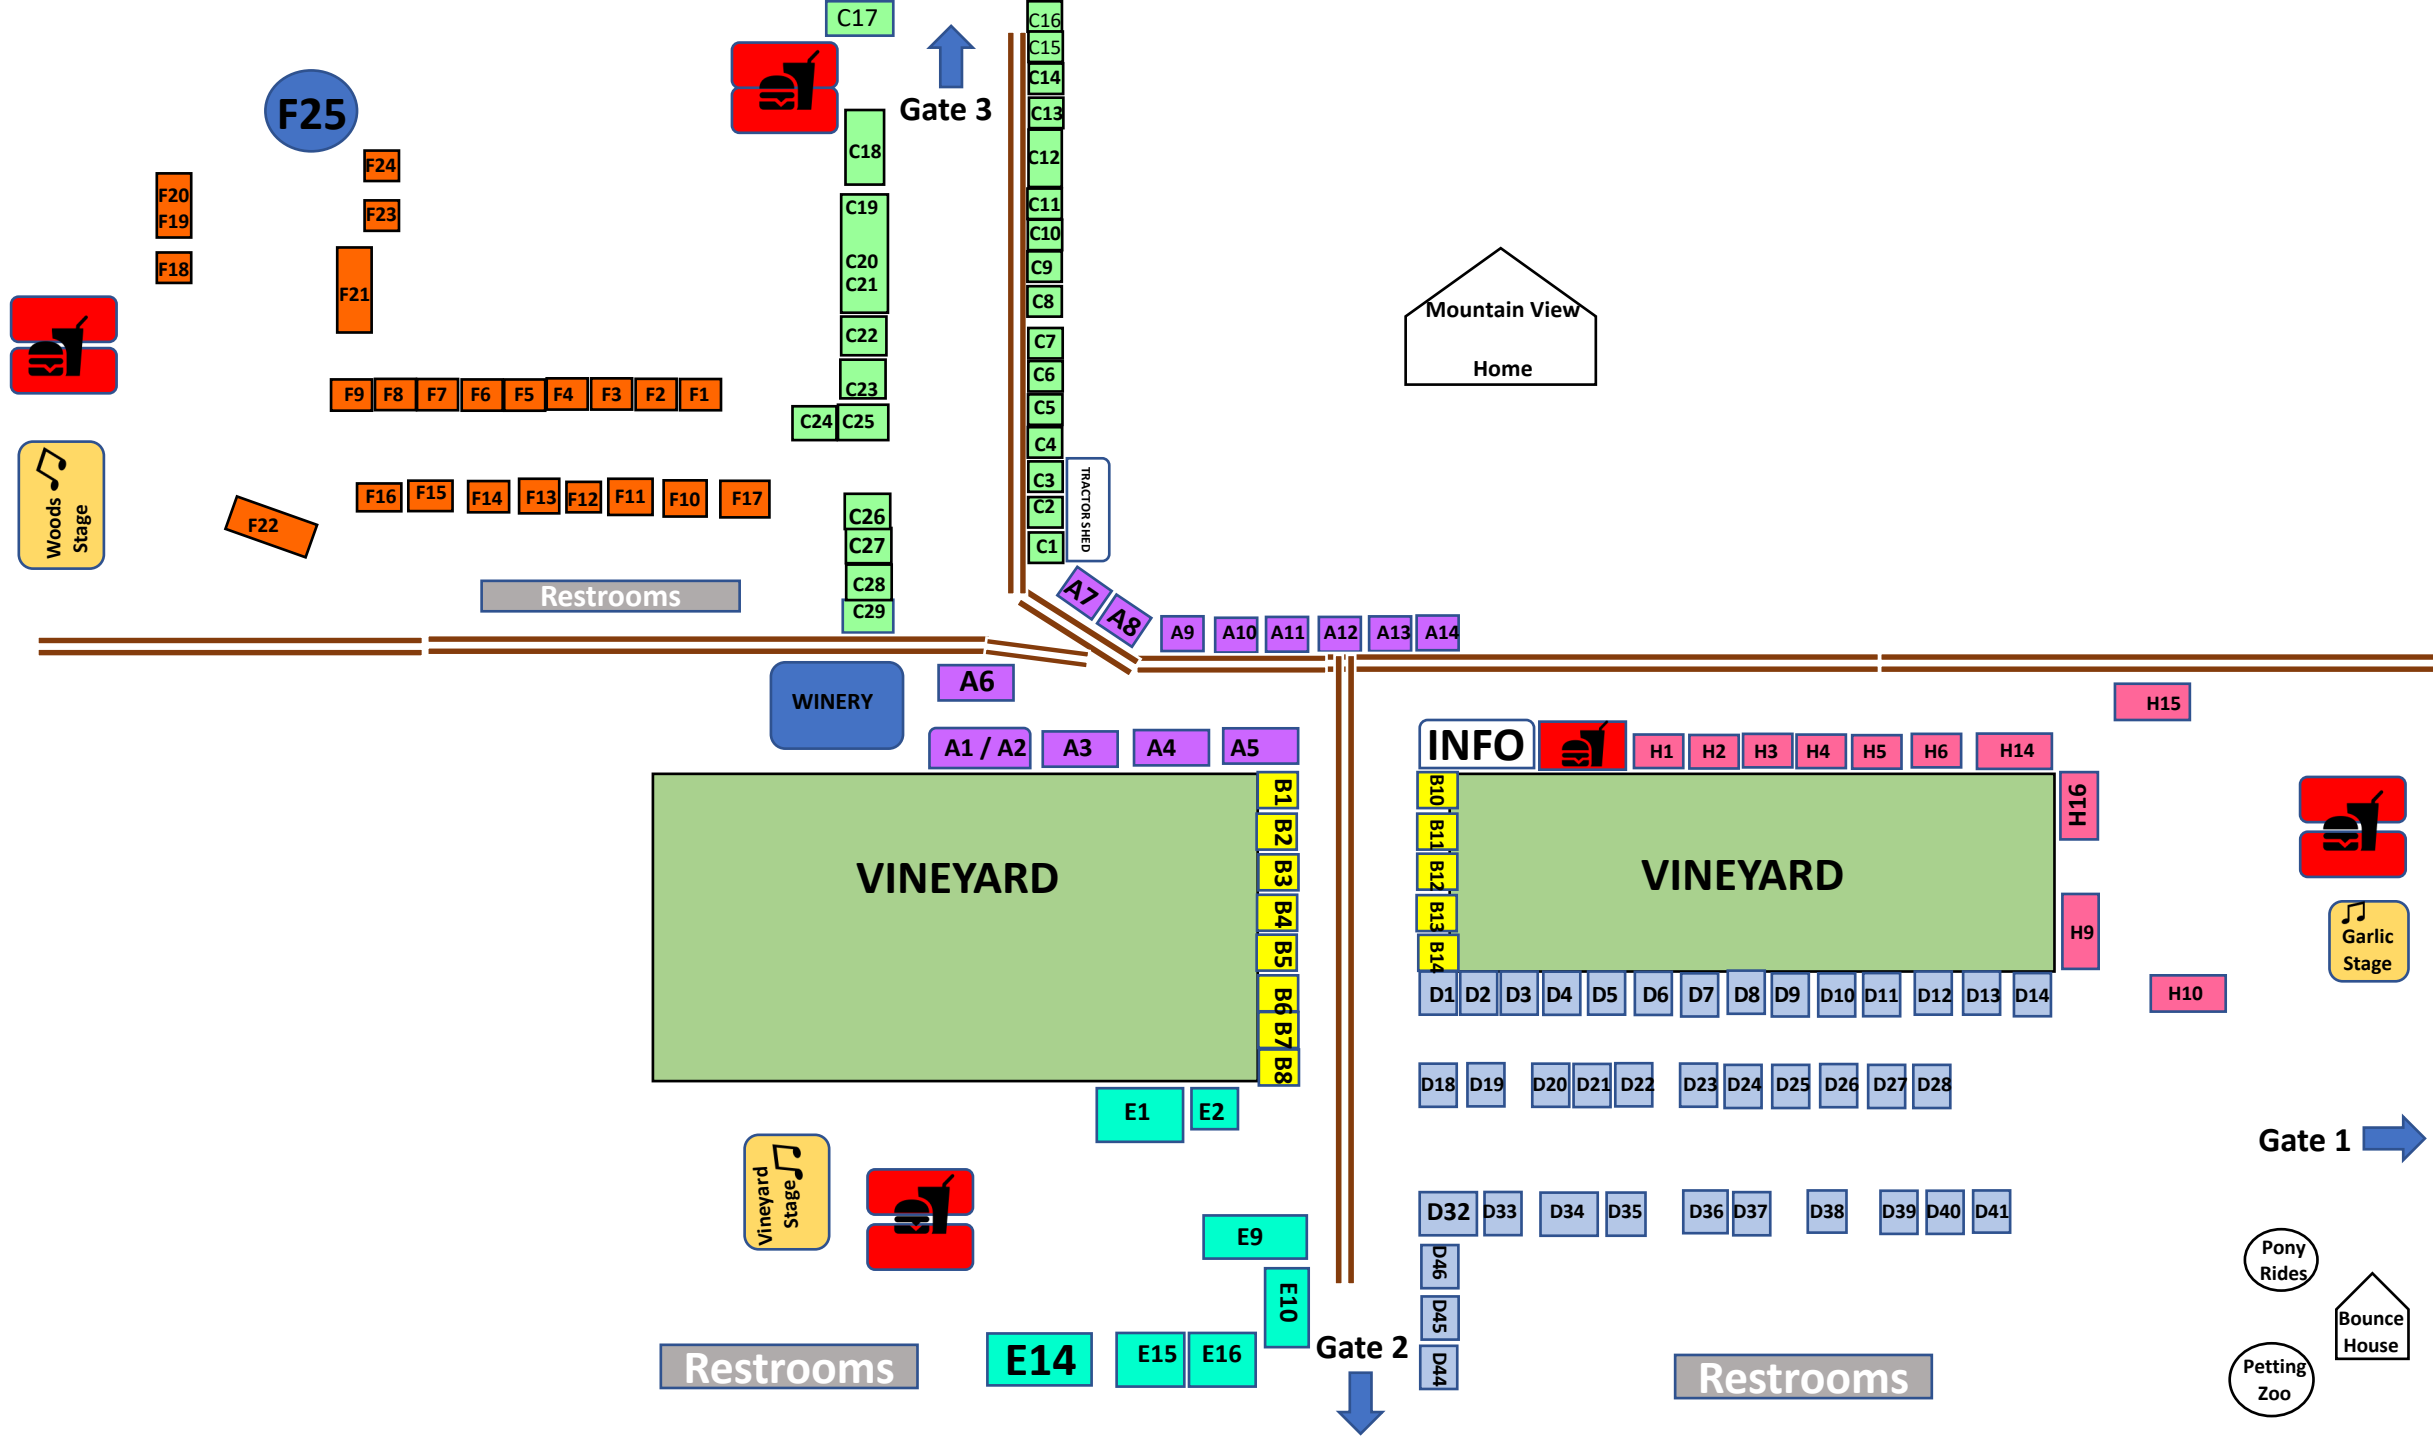 C17
C16
C15
C14
C13
C12
C11
C10
C9
C8
C7
C6
C5
C4
C3
C2
C1
Gate 3
F25
F24
F23
F20
F19
F18
F21
C18
C19
C20
C21
C22
C23
C24 C25
C26
C27
C28
C29
F9 F8 F7 F6 F5 F4 F3 F2 F1
F16 F15 F14 F13 F12 F11 F10 F17
F22
Woods
Stage
Restrooms
TRACTOR SHED
Mountain View
Home
A7
A8
A9 A10 A11 A12 A13 A14
WINERY
A6
A1 / A2 A3 A4 A5
INFO
H1 H2 H3 H4 H5 H6 H14
H15
H16
H9
H10
VINEYARD
B1
B2
B3
B4
B5
B6
B7
B8
B10
B11
B12
B13
B14
VINEYARD
Garlic
Stage
D1 D2 D3 D4 D5 D6 D7 D8 D9 D10 D11 D12 D13 D14
D18 D19 D20 D21 D22 D23 D24 D25 D26 D27 D28
E1 E2
Vineyard
Stage
Gate 1
D32 D33 D34 D35 D36 D37 D38 D39 D40 D41
D46
D45
D44
E9
E10
E14 E15 E16
Gate 2
Restrooms
Restrooms
Pony
Rides
Bounce
House
Petting
Zoo